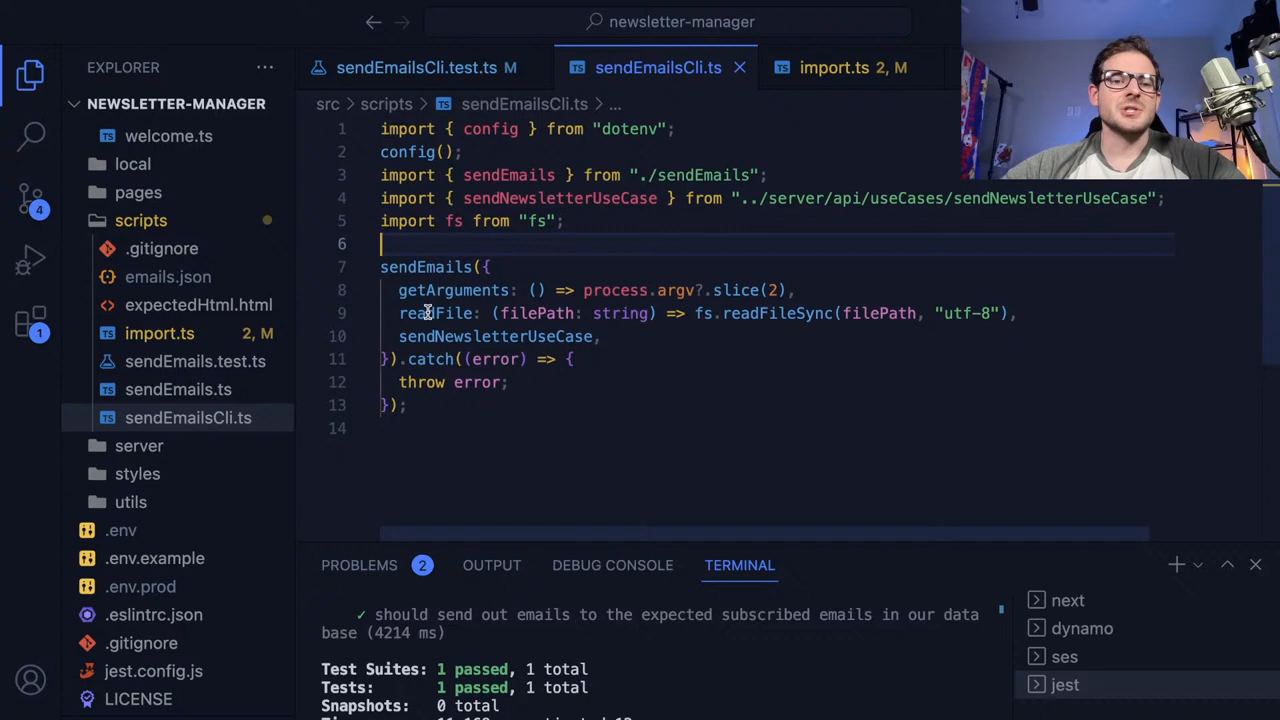 newsletter-manager
EXPLORER
NEWSLETTER-MANAGER
welcome.ts
local
pages
scripts
.gitignore
emails.json
expectedHtml.html
import.ts 2, M
sendEmails.test.ts
sendEmails.ts
sendEmailsCli.ts
server
styles
utils
.env
.env.example
.env.prod
.eslintrc.json
.gitignore
jest.config.js
LICENSE
4
1
sendEmailsCli.test.ts M
sendEmailsCli.ts
import.ts 2, M
src > scripts > sendEmailsCli.ts > ...
1 import { config } from "dotenv";
2 config();
3 import { sendEmails } from "./sendEmails";
4 import { sendNewsletterUseCase } from "../server/api/useCases/sendNewsletterUseCase";
5 import fs from "fs";
6
7 sendEmails({
8 getArguments: () => process.argv?.slice(2),
9 readFile: (filePath: string) => fs.readFileSync(filePath, "utf-8"),
10 sendNewsletterUseCase,
11 }).catch((error) => {
12 throw error;
13 });
14
PROBLEMS 2 OUTPUT DEBUG CONSOLE TERMINAL
✓ should send out emails to the expected subscribed emails in our data
base (4214 ms)
Test Suites: 1 passed, 1 total
Tests: 1 passed, 1 total
Snapshots: 0 total
next
dynamo
ses
jest